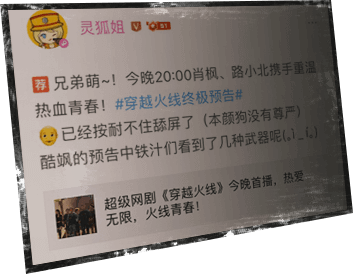 灵狐姐
荐 兄弟萌~！今晚20:00肖枫、路小北携手重温
热血青春！#穿越火线终极预告#
已经按耐不住舔屏了（本颜狗没有尊严）
酷飒的预告中铁汁们看到了几种武器呢(｡ì _ í｡)
超级网剧《穿越火线》今晚首播，热爱
无限，火线青春！